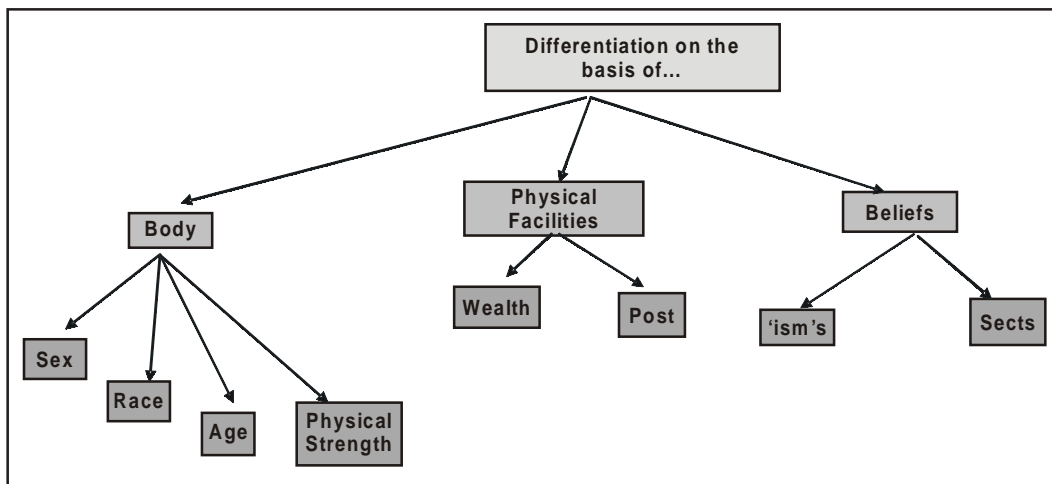 Differentiation on the
basis of...
Physical
Facilities
Beliefs
Body
Wealth
Post
‘ism’s
Sects
Sex
Race
Age
Physical
Strength